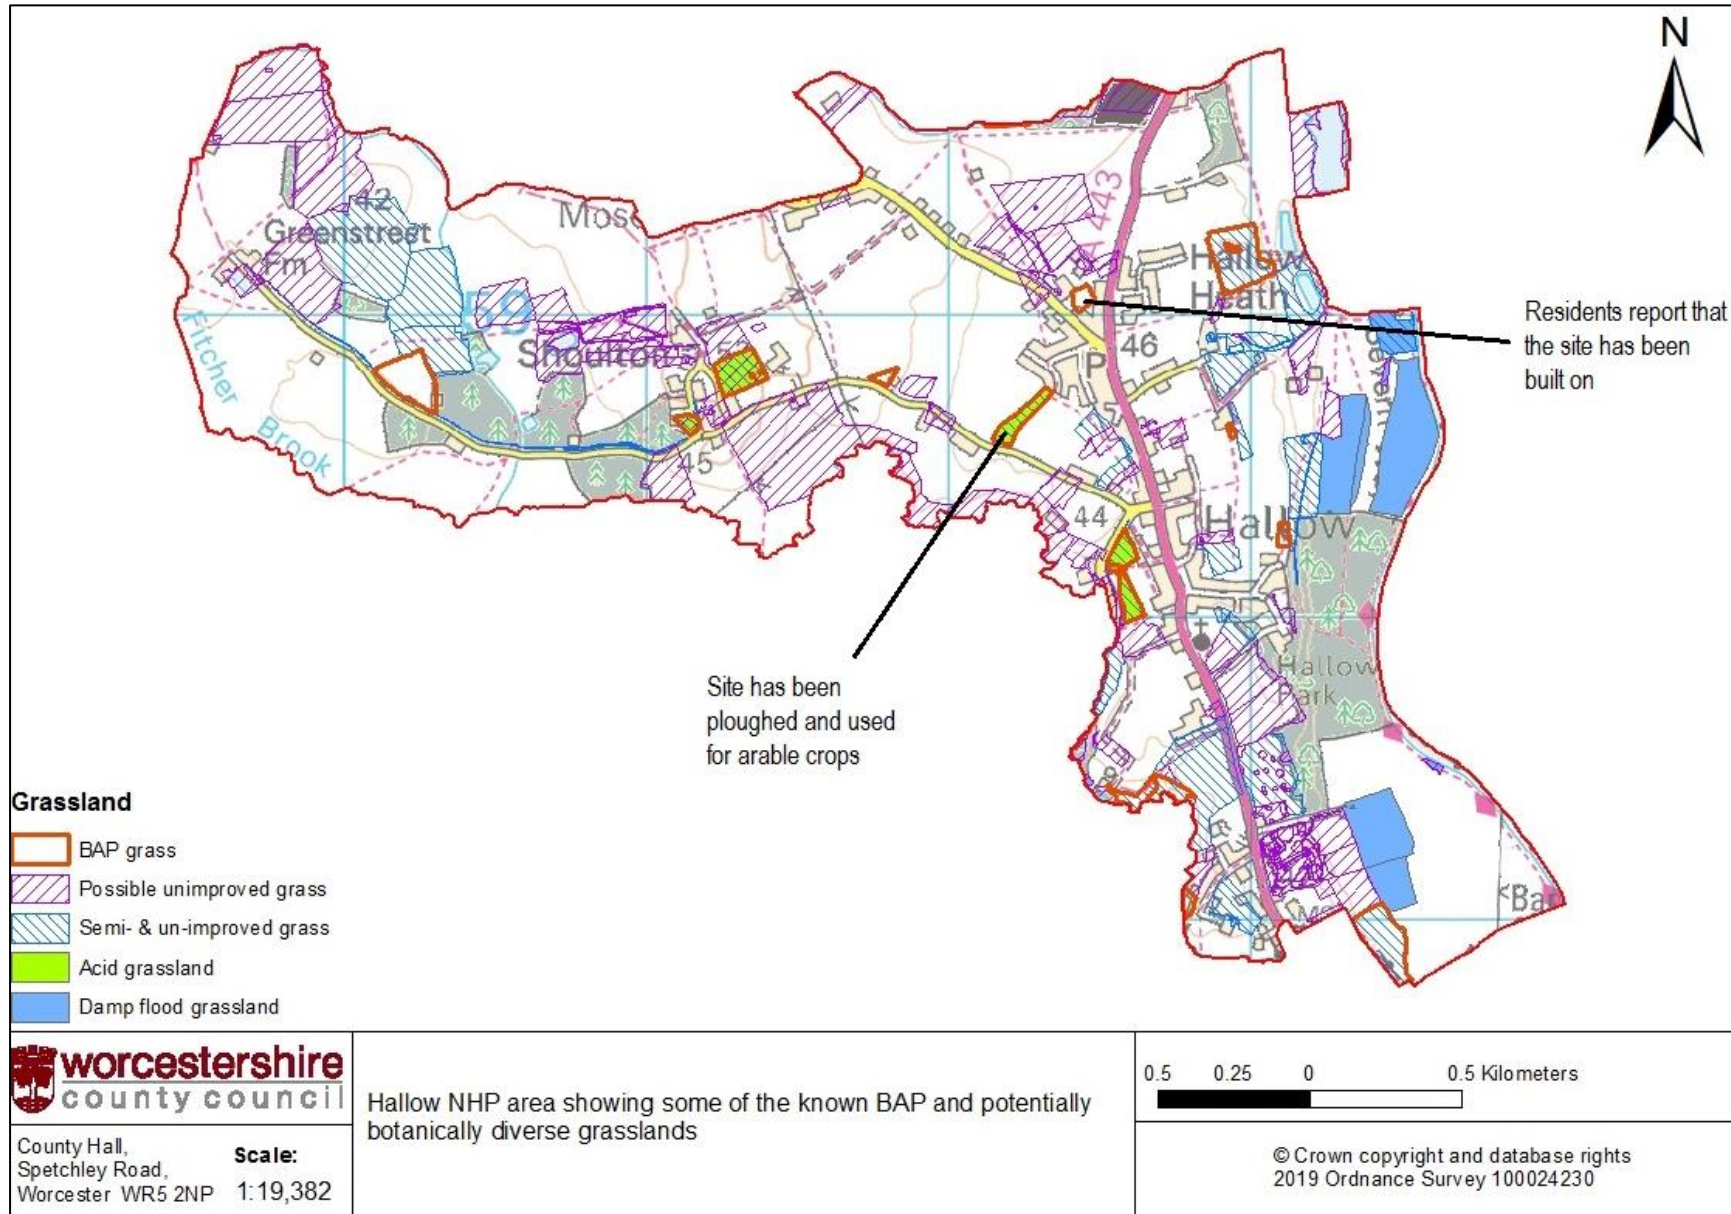 N
42
Greenstreet
Fm
59
Shoulton
Fitcher
Brook
45
A 443
Hallow
Heath
46
P
57
44
Hallow
Hallow
Park
Residents report that
the site has been
built on
Site has been
ploughed and used
for arable crops
Grassland
BAP grass
Possible unimproved grass
Semi- & un-improved grass
Acid grassland
Damp flood grassland
worcestershire
county council
County Hall,
Spetchley Road,
Worcester WR5 2NP
Scale:
1:19,382
Hallow NHP area showing some of the known BAP and potentially
botanically diverse grasslands
0.5 0.25 0 0.5 Kilometers
© Crown copyright and database rights
2019 Ordnance Survey 100024230